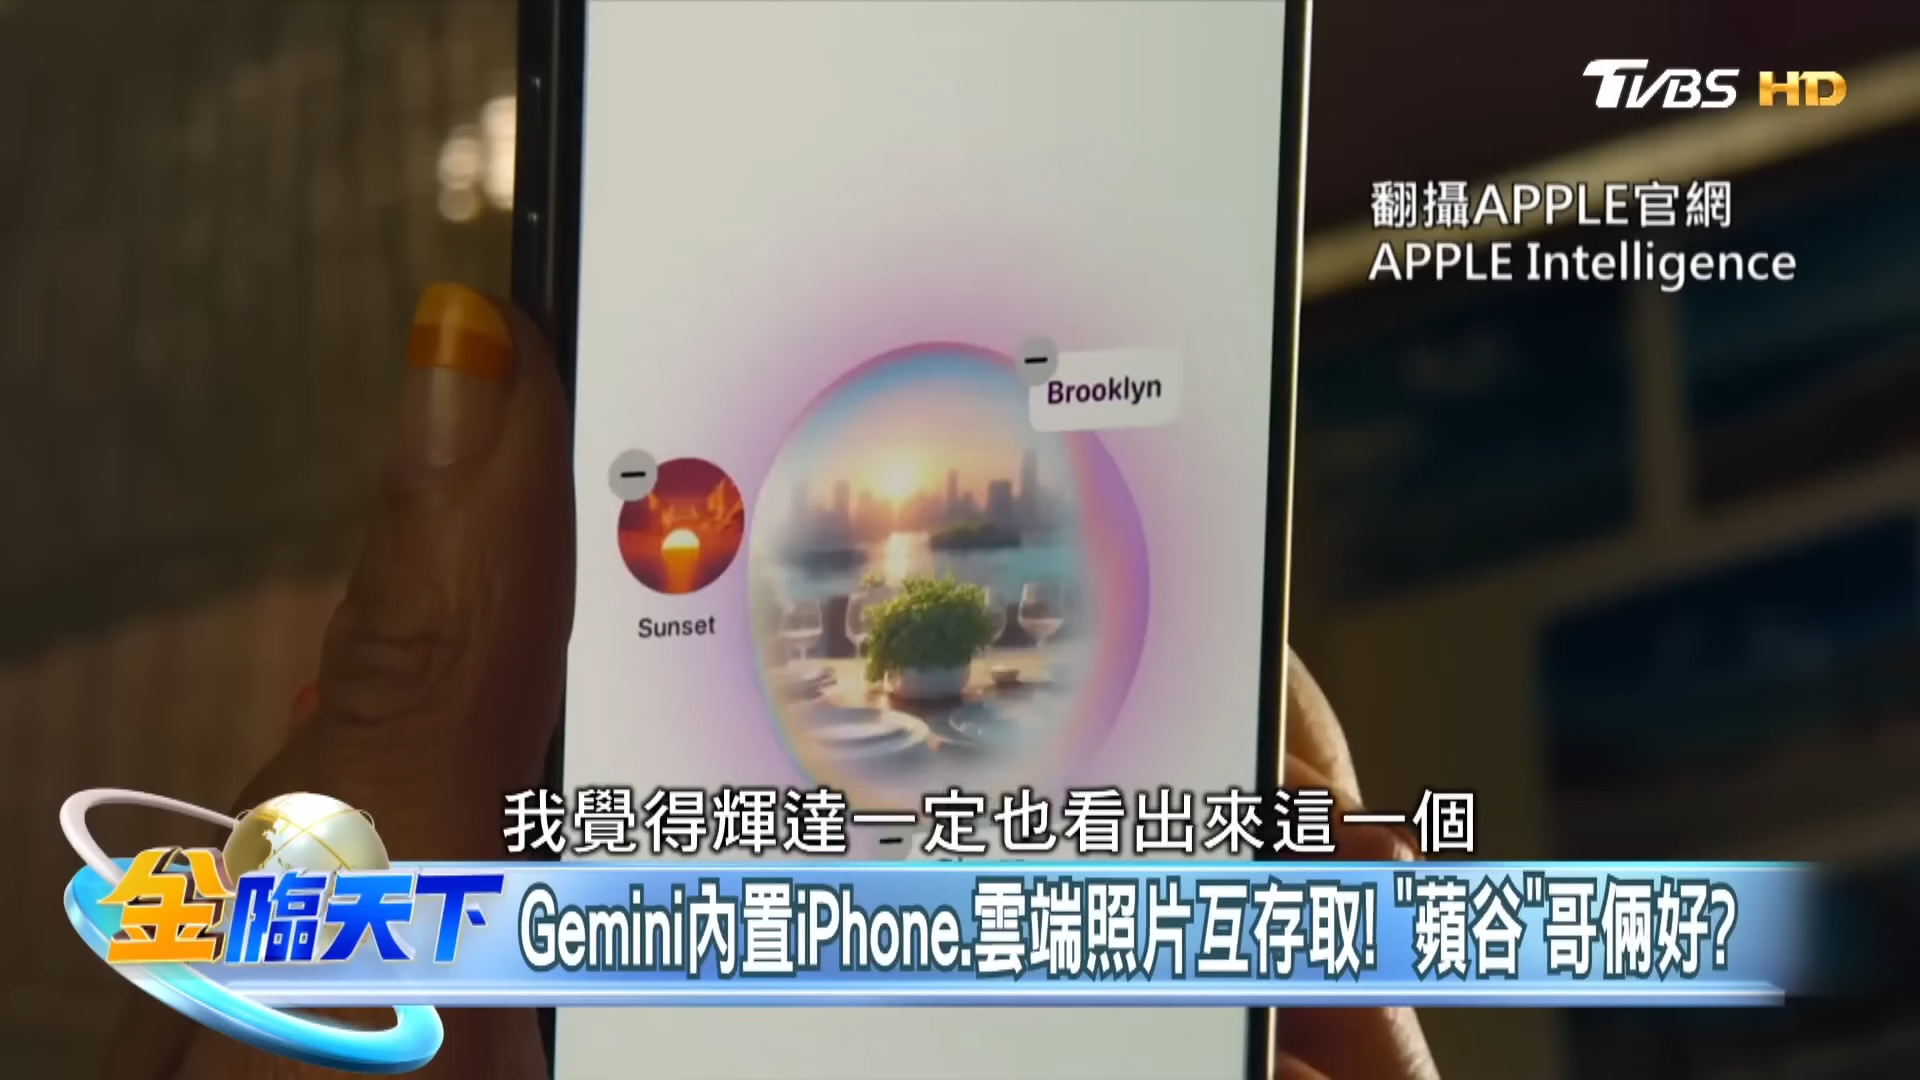 TVBS HD
翻攝APPLE官網
APPLE Intelligence
Brooklyn
Sunset
我覺得輝達一定也看出來這一個
金臨天下
Gemini內置iPhone.雲端照片互存取! "蘋谷"哥倆好?